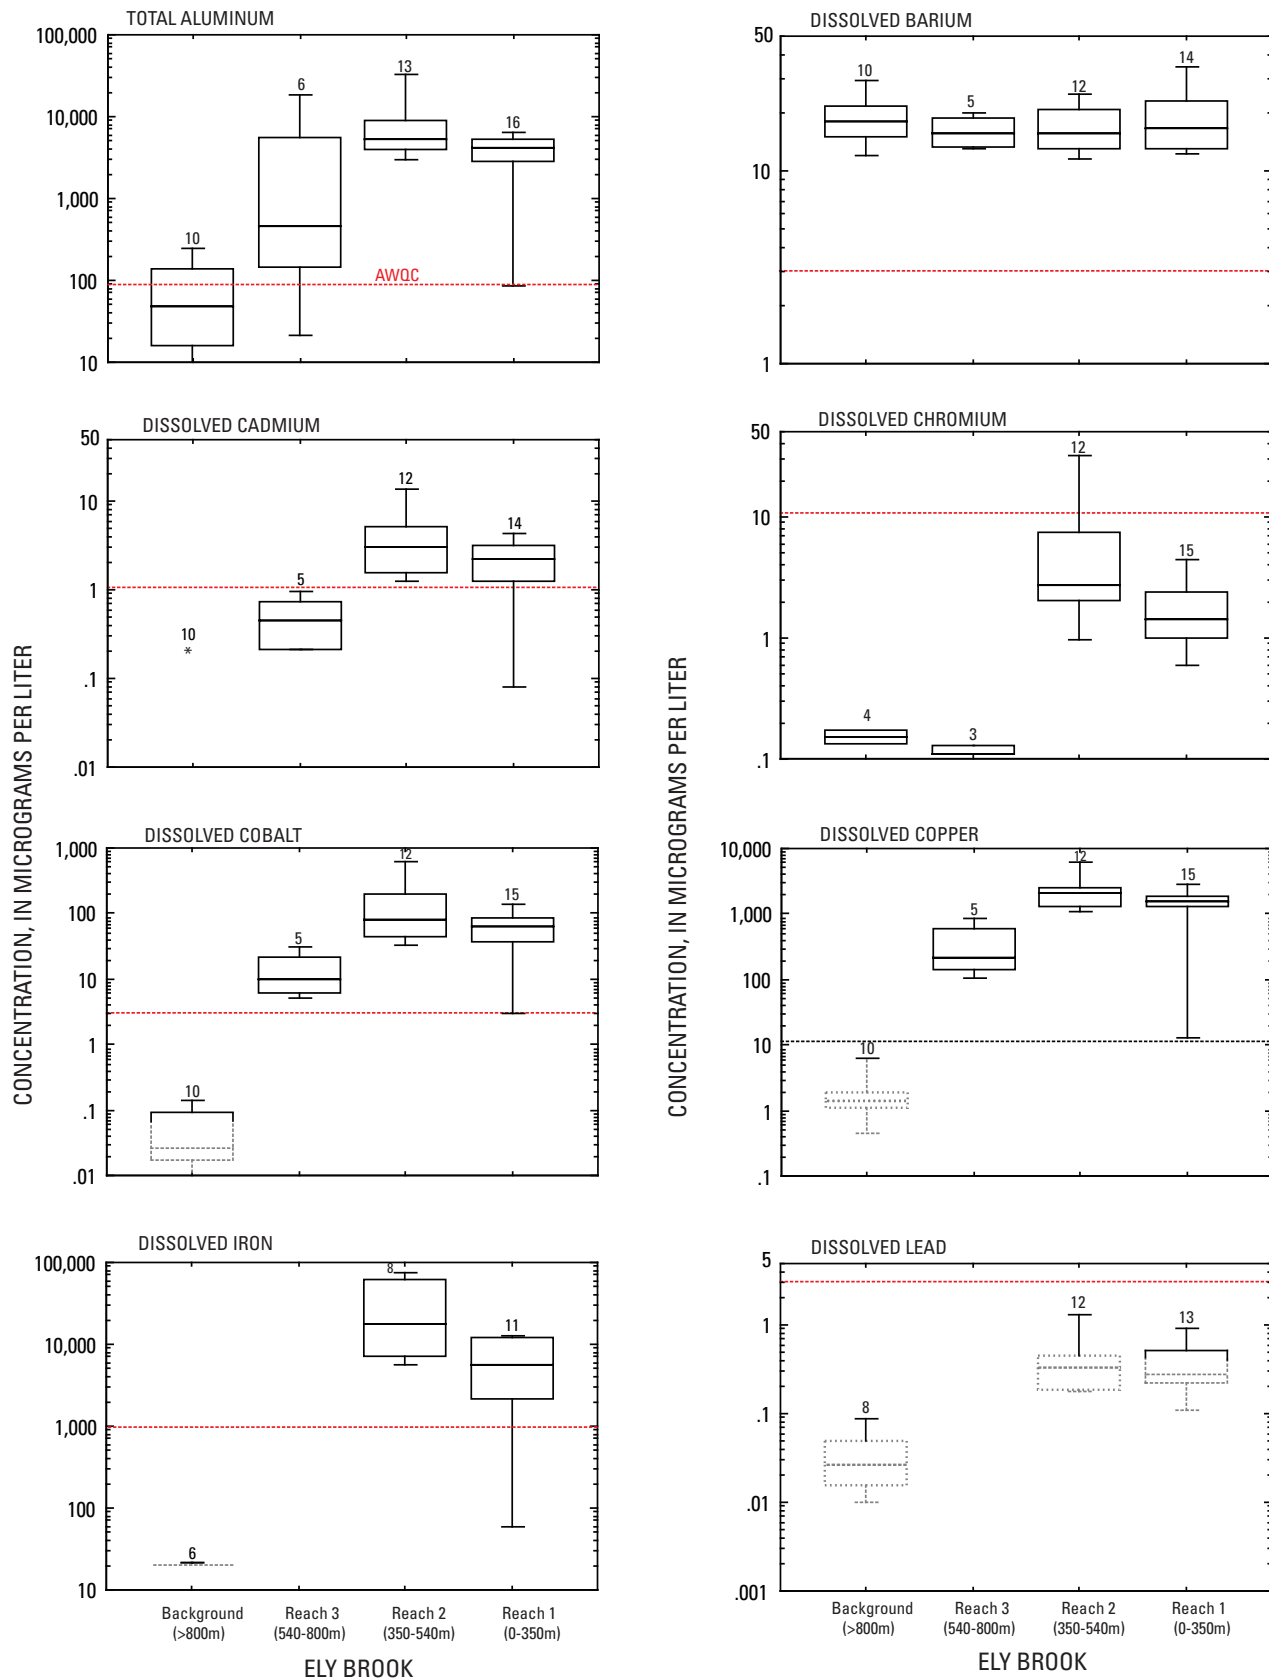 TOTAL ALUMINUM
100,000
10,000
1,000
100
10
10
6
13
16
AWQC
DISSOLVED BARIUM
50
10
1
10
5
12
14
DISSOLVED CADMIUM
50
10
1
.1
.01
10
*
5
12
14
DISSOLVED CHROMIUM
50
10
1
0.1
4
3
12
15
CONCENTRATION, IN MICROGRAMS PER LITER
CONCENTRATION, IN MICROGRAMS PER LITER
DISSOLVED COBALT
1,000
100
10
1
.1
.01
10
5
12
15
DISSOLVED COPPER
10,000
1,000
100
10
1
.1
10
5
12
15
DISSOLVED IRON
100,000
10,000
1,000
100
10
6
8
11
Background
(>800m)
Reach 3
(540-800m)
Reach 2
(350-540m)
Reach 1
(0-350m)
ELY BROOK
DISSOLVED LEAD
5
1
.1
.01
.001
8
12
13
Background
(>800m)
Reach 3
(540-800m)
Reach 2
(350-540m)
Reach 1
(0-350m)
ELY BROOK